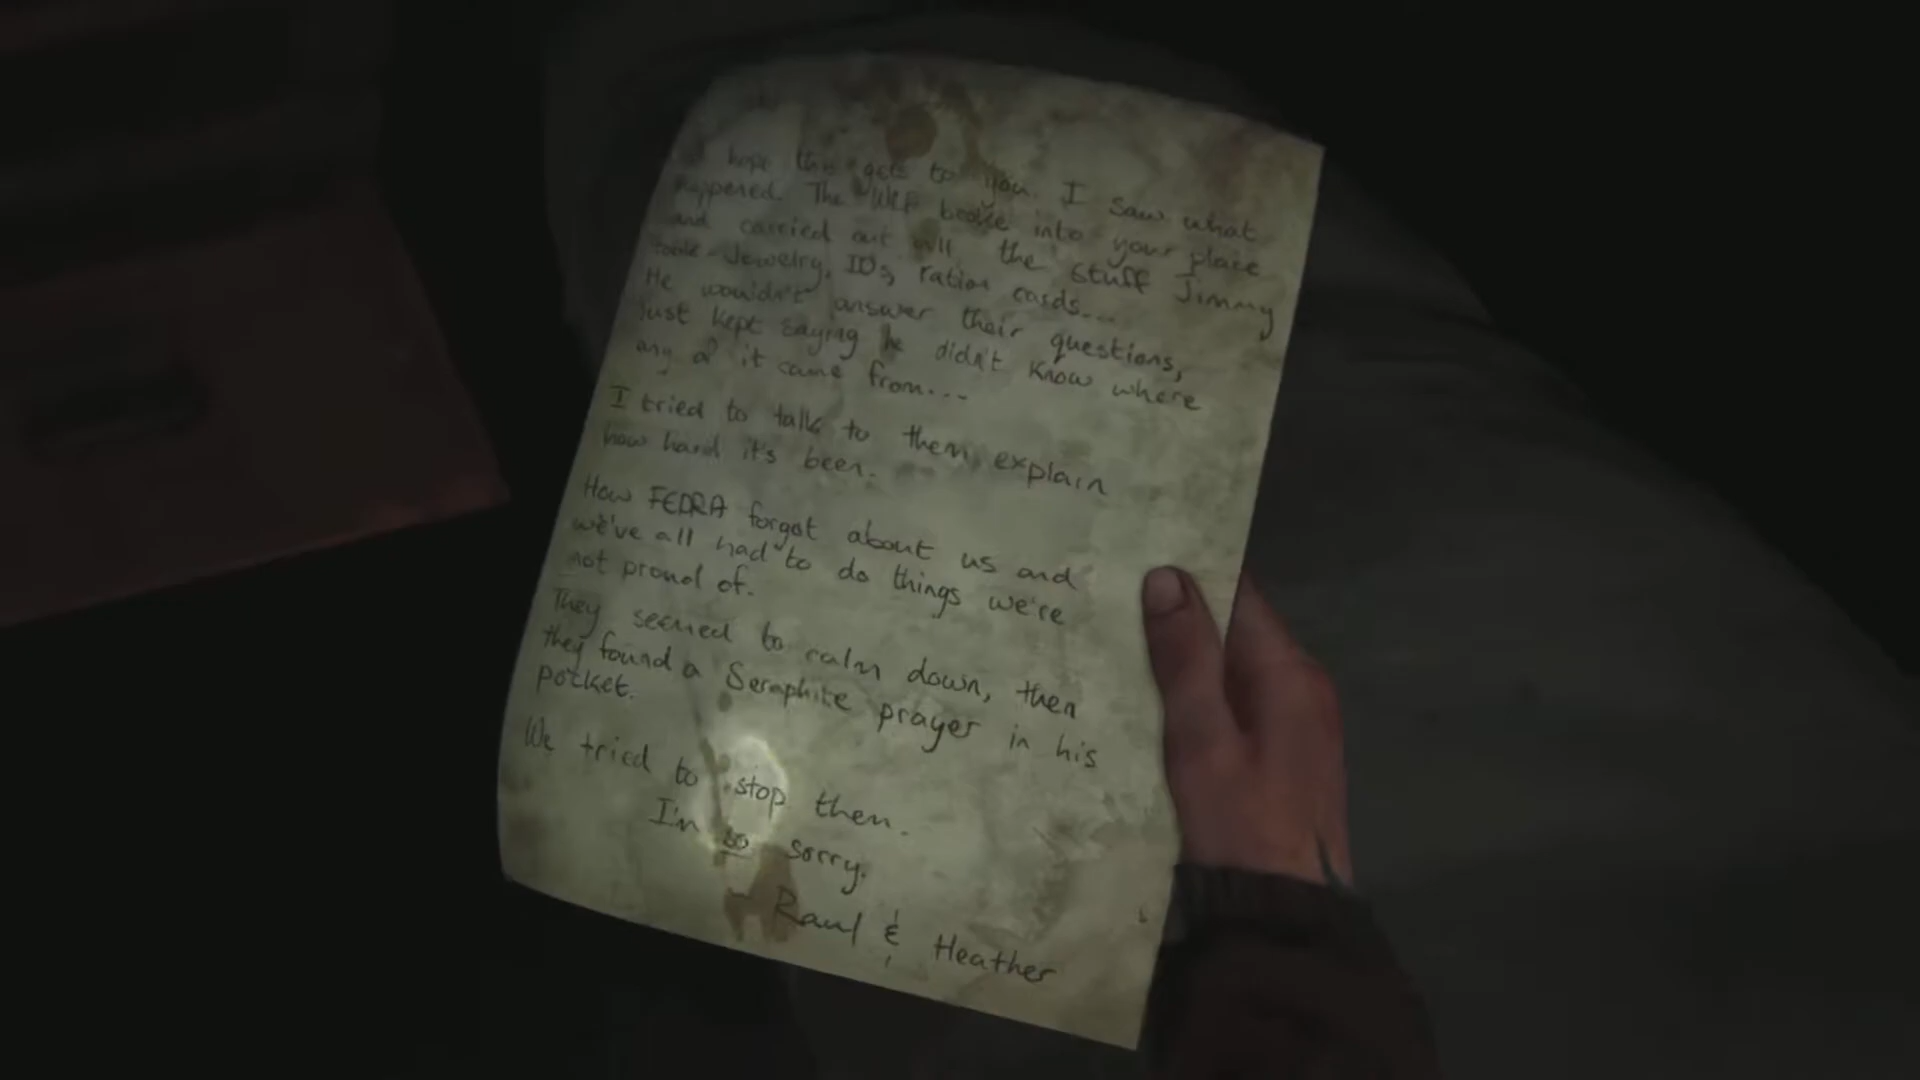 I hope this gets to you. I saw what
happened. The WLF broke into your place
and carried out all the stuff Jimmy
took - Jewelry, IDs, ration cards...
He wouldn't answer their questions,
Just kept saying he didn't know where
any a' it came from...
I tried to talk to them, explain
how hard it's been.
How FEDRA forgot about us and
we've all had to do things we're
not proud of.
They seemed to calm down, then
they found a Seraphite prayer in his
pocket.
We tried to stop them.
I'm so sorry.
- Raul & Heather